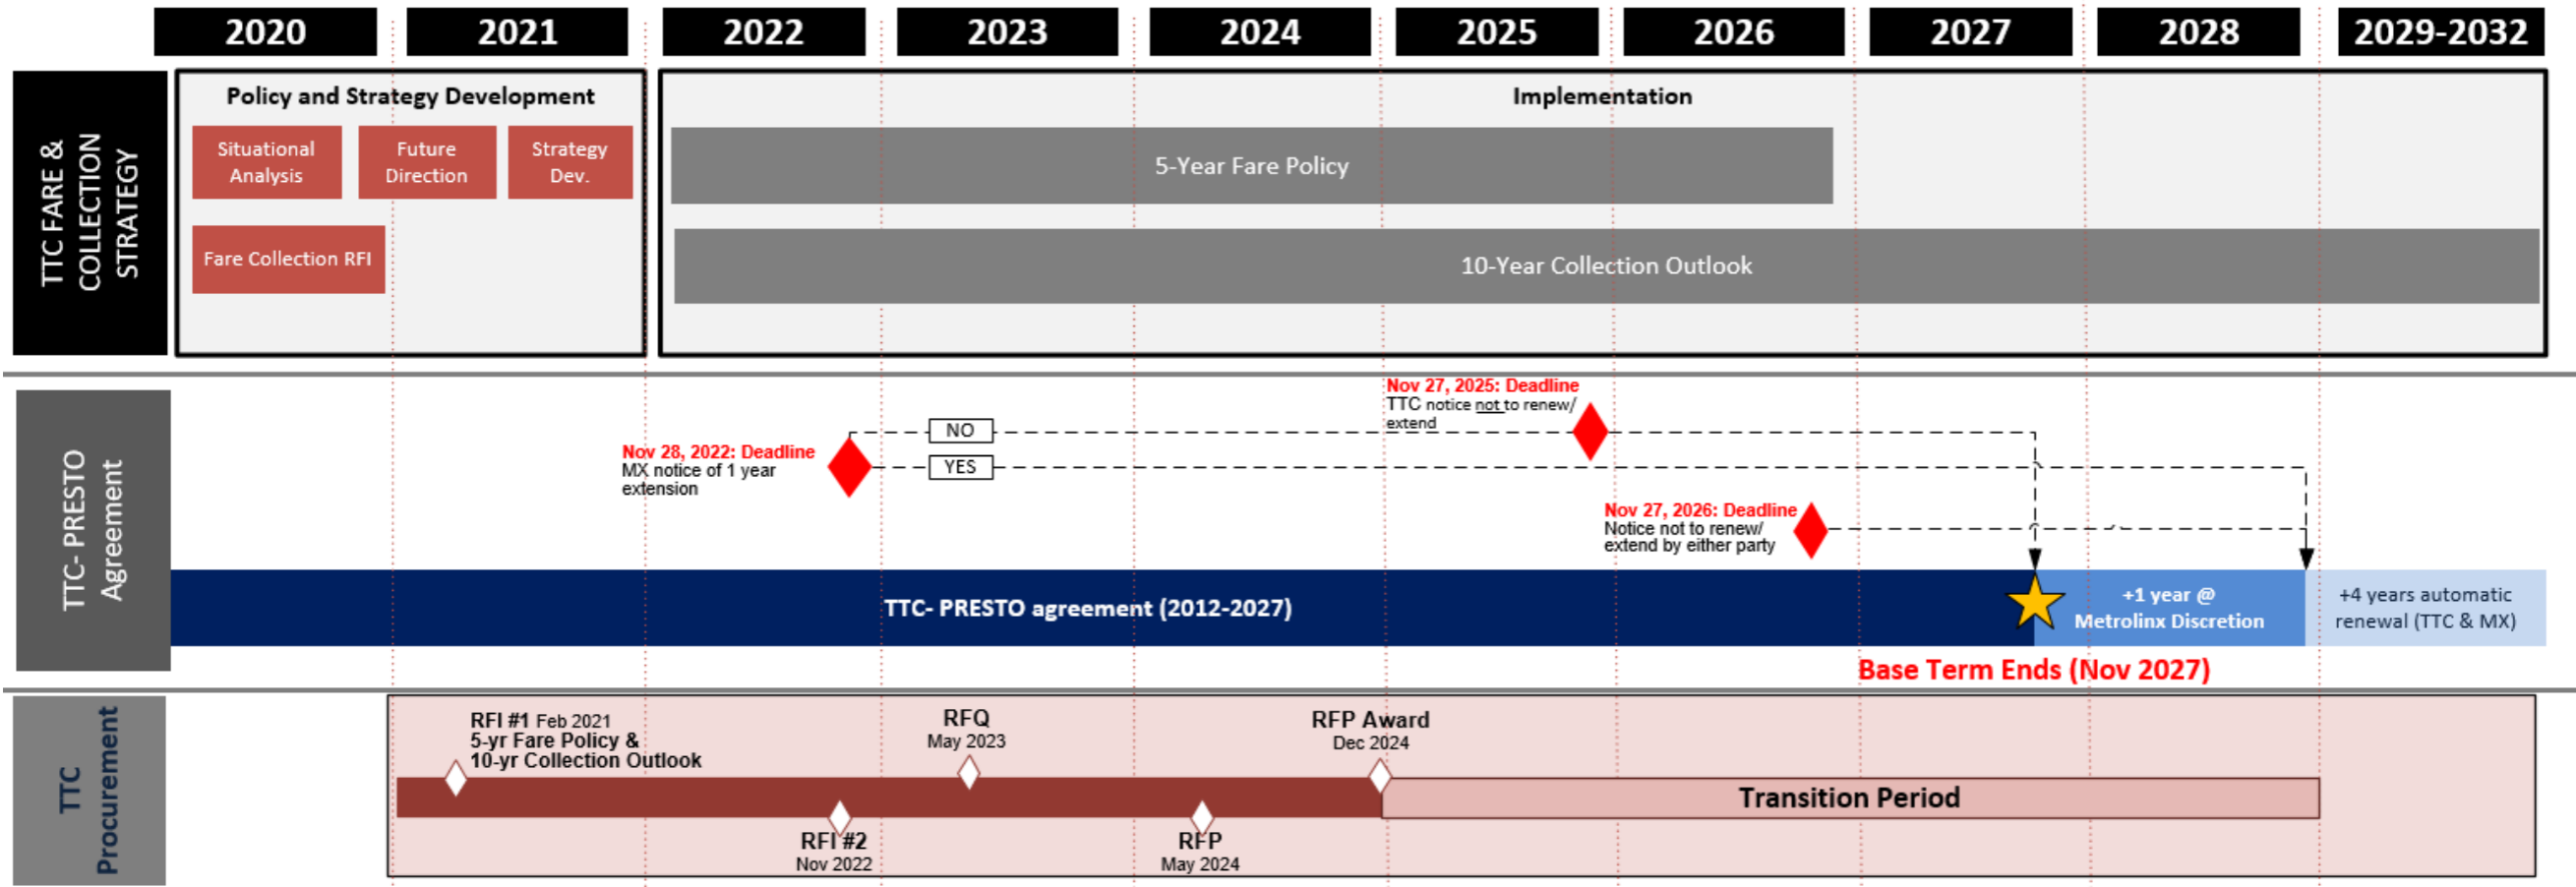 2020
2021
2022
2023
2024
2025
2026
2027
2028
2029-2032
TTC FARE &
COLLECTION
STRATEGY
Policy and Strategy Development
Situational
Analysis
Future
Direction
Strategy
Dev.
Fare Collection RFI
Implementation
5-Year Fare Policy
10-Year Collection Outlook
TTC- PRESTO
Agreement
Nov 28, 2022: Deadline
MX notice of 1 year
extension
NO
YES
Nov 27, 2025: Deadline
TTC notice not to renew/
extend
Nov 27, 2026: Deadline
Notice not to renew/
extend by either party
TTC- PRESTO agreement (2012-2027)
+1 year @
Metrolinx Discretion
+4 years automatic
renewal (TTC & MX)
Base Term Ends (Nov 2027)
TTC
Procurement
RFI #1 Feb 2021
5-yr Fare Policy &
10-yr Collection Outlook
RFI #2
Nov 2022
RFQ
May 2023
RFP
May 2024
RFP Award
Dec 2024
Transition Period